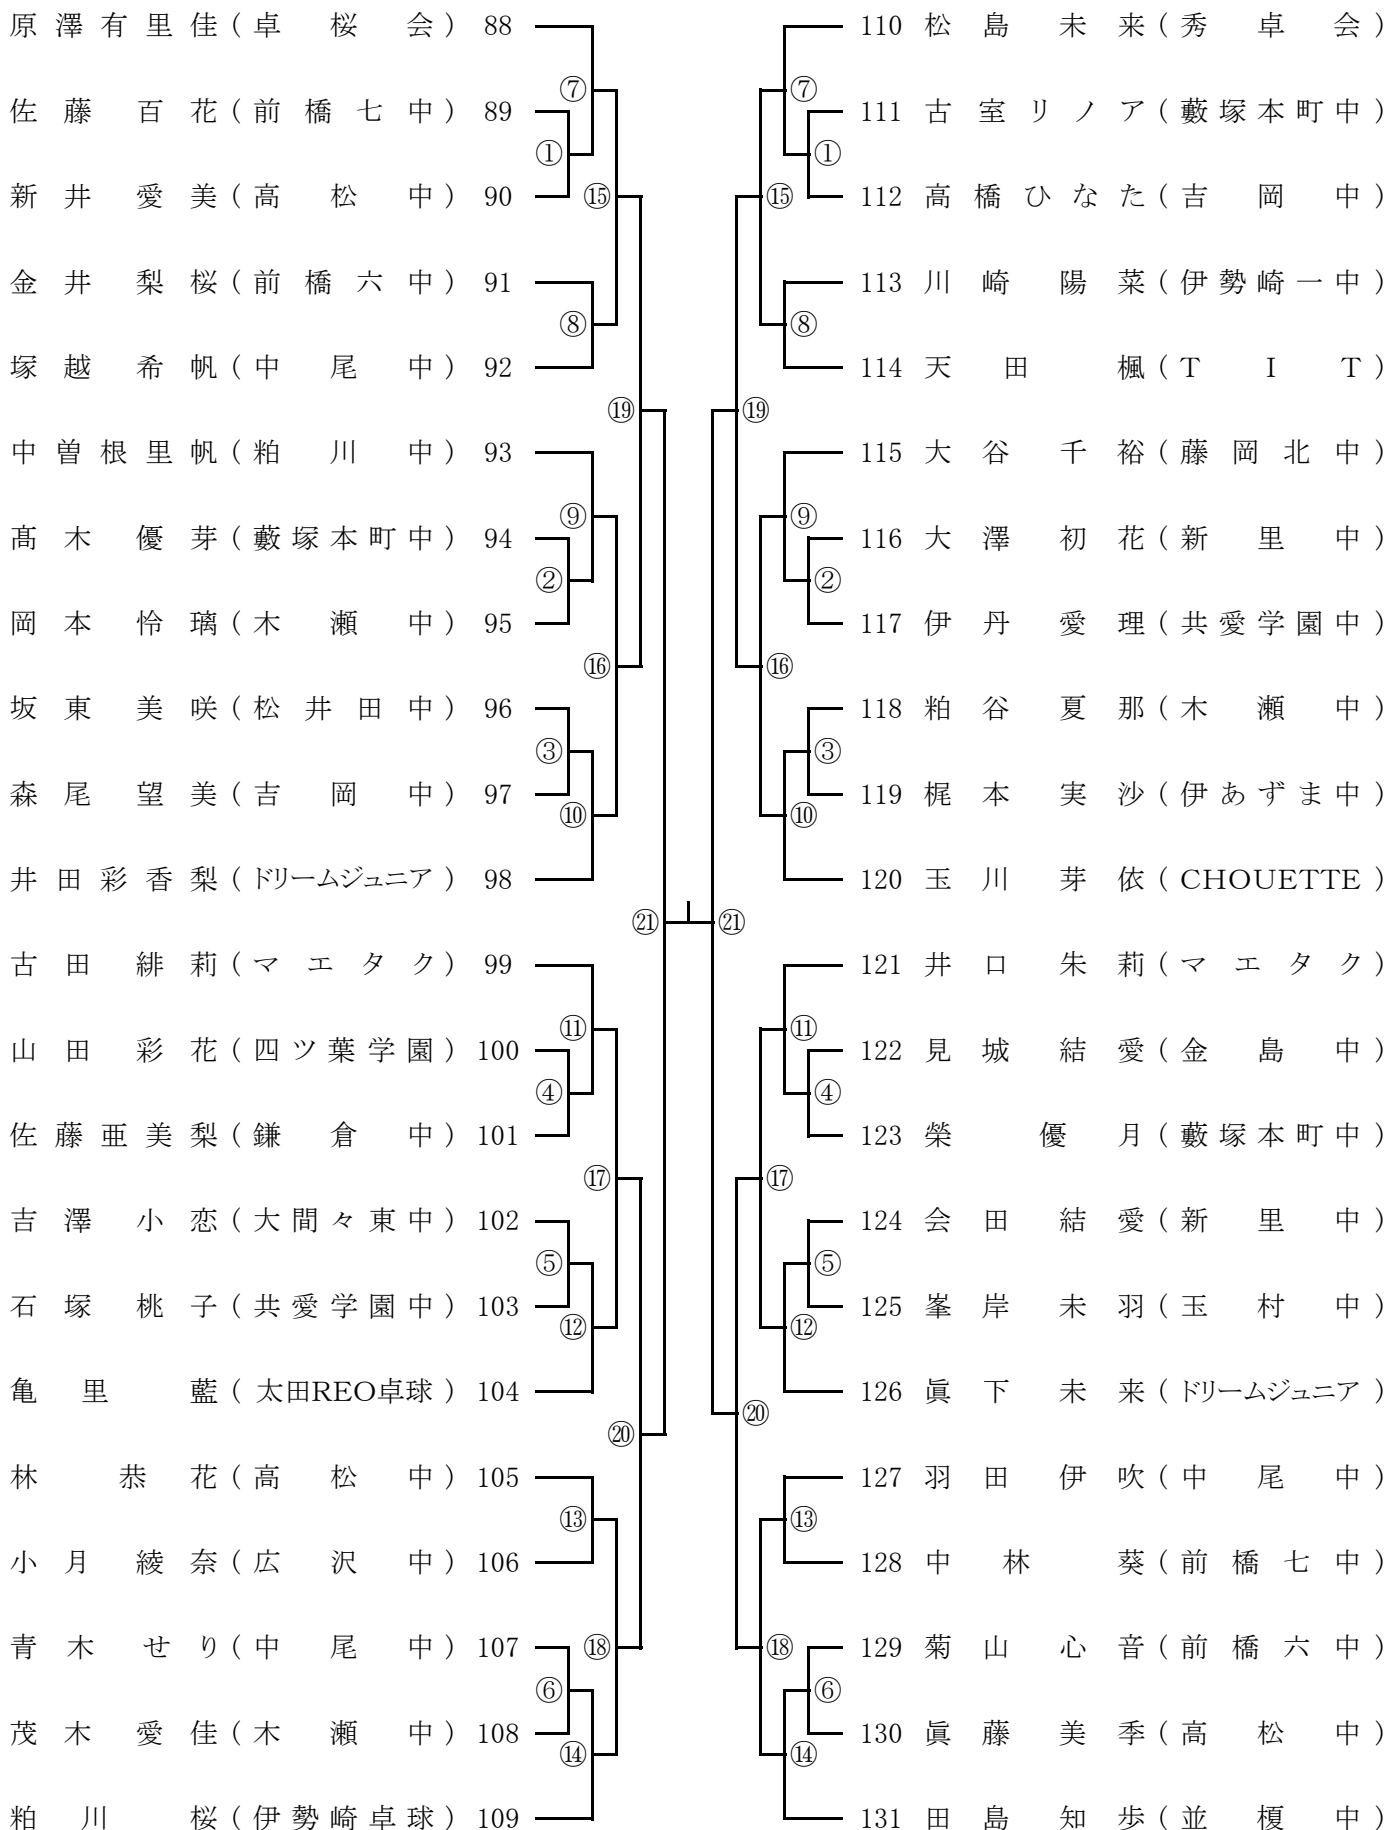 原澤有里佳(卓桜会) 88
⑦
佐藤百花(前橋七中) 89
①
新井愛美(高松中) 90
⑮
金井梨桜(前橋六中) 91
⑧
塚越希帆(中尾中) 92
⑲
中曽根里帆(粕川中) 93
⑨
髙木優芽(藪塚本町中) 94
②
岡本怜璃(木瀬中) 95
⑯
坂東美咲(松井田中) 96
③
森尾望美(吉岡中) 97
⑩
井田彩香梨(ドリームジュニア) 98
㉑
古田緋莉(マエタク) 99
⑪
山田彩花(四ツ葉学園) 100
④
佐藤亜美梨(鎌倉中) 101
⑰
吉澤小恋(大間々東中) 102
⑤
石塚桃子(共愛学園中) 103
⑫
亀里藍(太田REO卓球) 104
⑳
林恭花(高松中) 105
⑬
小月綾奈(広沢中) 106
青木せり(中尾中) 107
⑱
⑥
茂木愛佳(木瀬中) 108
⑭
粕川桜(伊勢崎卓球) 109
110 松島未来(秀卓会)
⑦
111 古室リノア(藪塚本町中)
①
112 高橋ひなた(吉岡中)
⑮
113 川崎陽菜(伊勢崎一中)
⑧
114 天田楓(TIT)
⑲
115 大谷千裕(藤岡北中)
⑨
116 大澤初花(新里中)
②
117 伊丹愛理(共愛学園中)
⑯
118 粕谷夏那(木瀬中)
③
119 梶本実沙(伊あずま中)
⑩
120 玉川芽依(CHOUETTE)
㉑
121 井口朱莉(マエタク)
⑪
122 見城結愛(金島中)
④
123 榮優月(藪塚本町中)
⑰
124 会田結愛(新里中)
⑤
125 峯岸未羽(玉村中)
⑫
126 眞下未来(ドリームジュニア)
⑳
127 羽田伊吹(中尾中)
⑬
128 中林葵(前橋七中)
129 菊山心音(前橋六中)
⑱
⑥
130 眞藤美季(高松中)
⑭
131 田島知歩(並榎中)